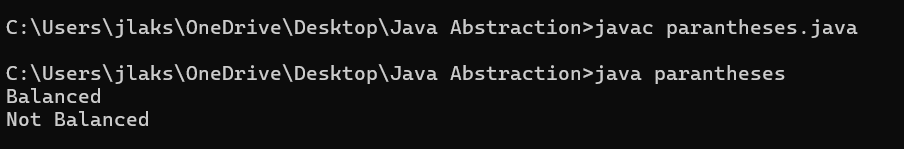 C:\Users\jlaks\OneDrive\Desktop\Java Abstraction>javac parantheses.java
C:\Users\jlaks\OneDrive\Desktop\Java Abstraction>java parantheses
Balanced
Not Balanced